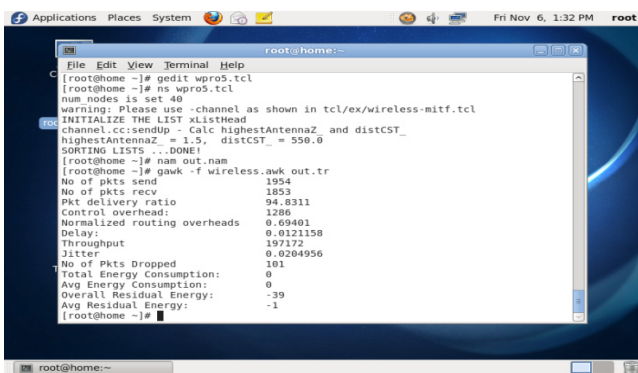 Applications Places System Fri Nov 6, 1:32 PM root
root@home:~
File Edit View Terminal Help
[root@home ~]# gedit wpro5.tcl
[root@home ~]# ns wpro5.tcl
num_nodes is set 40
warning: Please use -channel as shown in tcl/ex/wireless-mitf.tcl
INITIALIZE THE LIST xListHead
channel.cc:sendUp - Calc highestAntennaZ_ and distCST_
highestAntennaZ_ = 1.5, distCST_ = 550.0
SORTING LISTS ...DONE!
[root@home ~]# nam out.nam
[root@home ~]# gawk -f wireless.awk out.tr
No of pkts send 1954
No of pkts recv 1853
Pkt delivery ratio 94.8311
Control overhead: 1286
Normalized routing overheads 0.69401
Delay: 0.0121158
Throughput 197172
Jitter 0.0204956
No of Pkts Dropped 101
Total Energy Consumption: 0
Avg Energy Consumption: 0
Overall Residual Energy: -39
Avg Residual Energy: -1
[root@home ~]#
root@home:~